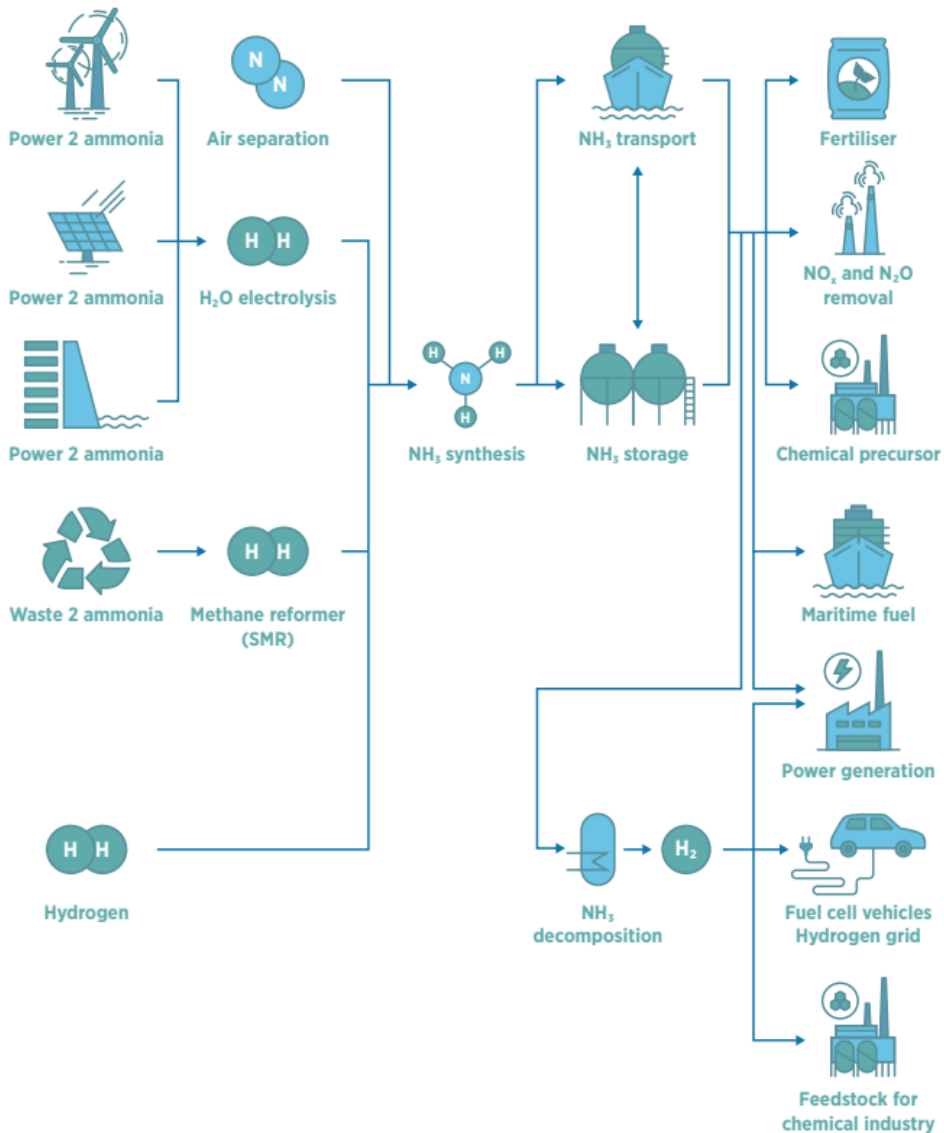 N
N
Power 2 ammonia
Air separation
NH₃ transport
Fertiliser
H H
Power 2 ammonia
H₂O electrolysis
NOₓ and N₂O
removal
H
H
N
H
Power 2 ammonia
NH₃ synthesis
NH₃ storage
Chemical precursor
H H
Waste 2 ammonia
Methane reformer
(SMR)
Maritime fuel
Power generation
H H
H₂
Hydrogen
NH₃
decomposition
Fuel cell vehicles
Hydrogen grid
Feedstock for
chemical industry